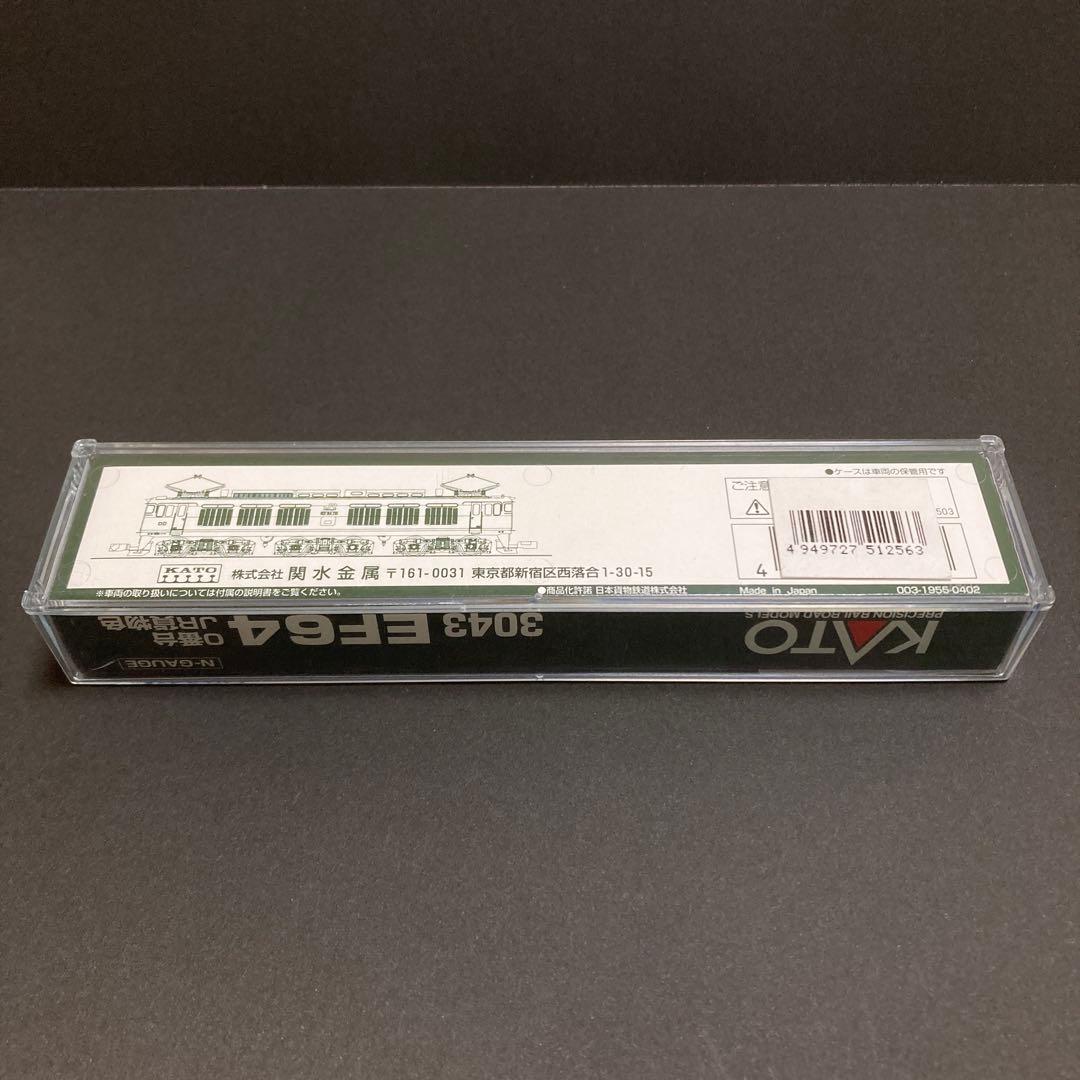 ●ケースは車両の保管用です
ご注意
503
4 949727 512563
4
KATO
株式会社 関水金属 〒161-0031 東京都新宿区西落合1-30-15
※車両の取り扱いについては付属の説明書をご覧ください。
●商品化許諾 日本貨物鉄道株式会社
Made in Japan
003-1955-0402
3043 EF64 0番台
JR貨物色
N-GAUGE
KATO
PRECISION RAILROAD MODELS